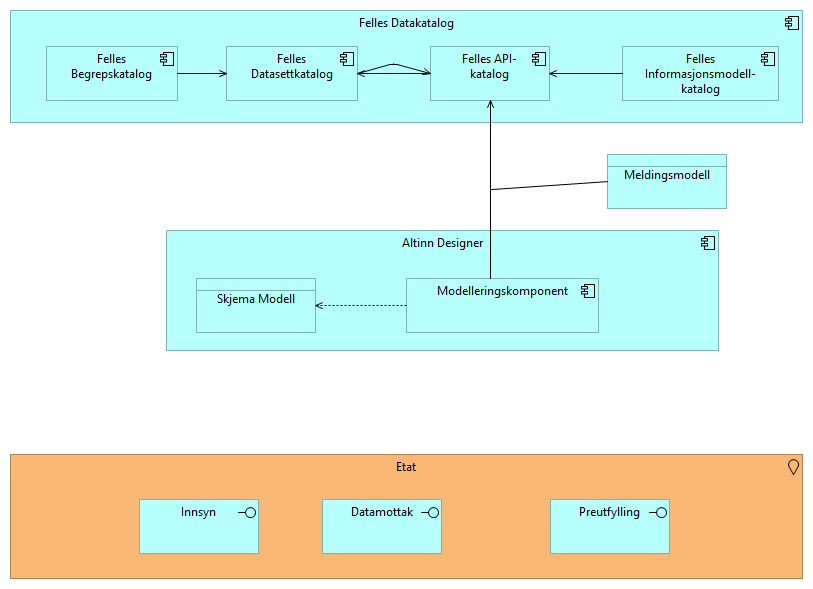 Felles Datakatalog
Felles
Begrepskatalog
Felles
Datasettkatalog
Felles API-
katalog
Felles
Informasjonsmodell-
katalog
Meldingsmodell
Altinn Designer
Skjema Modell
Modelleringskomponent
Etat
Innsyn
Datamottak
Preutfylling